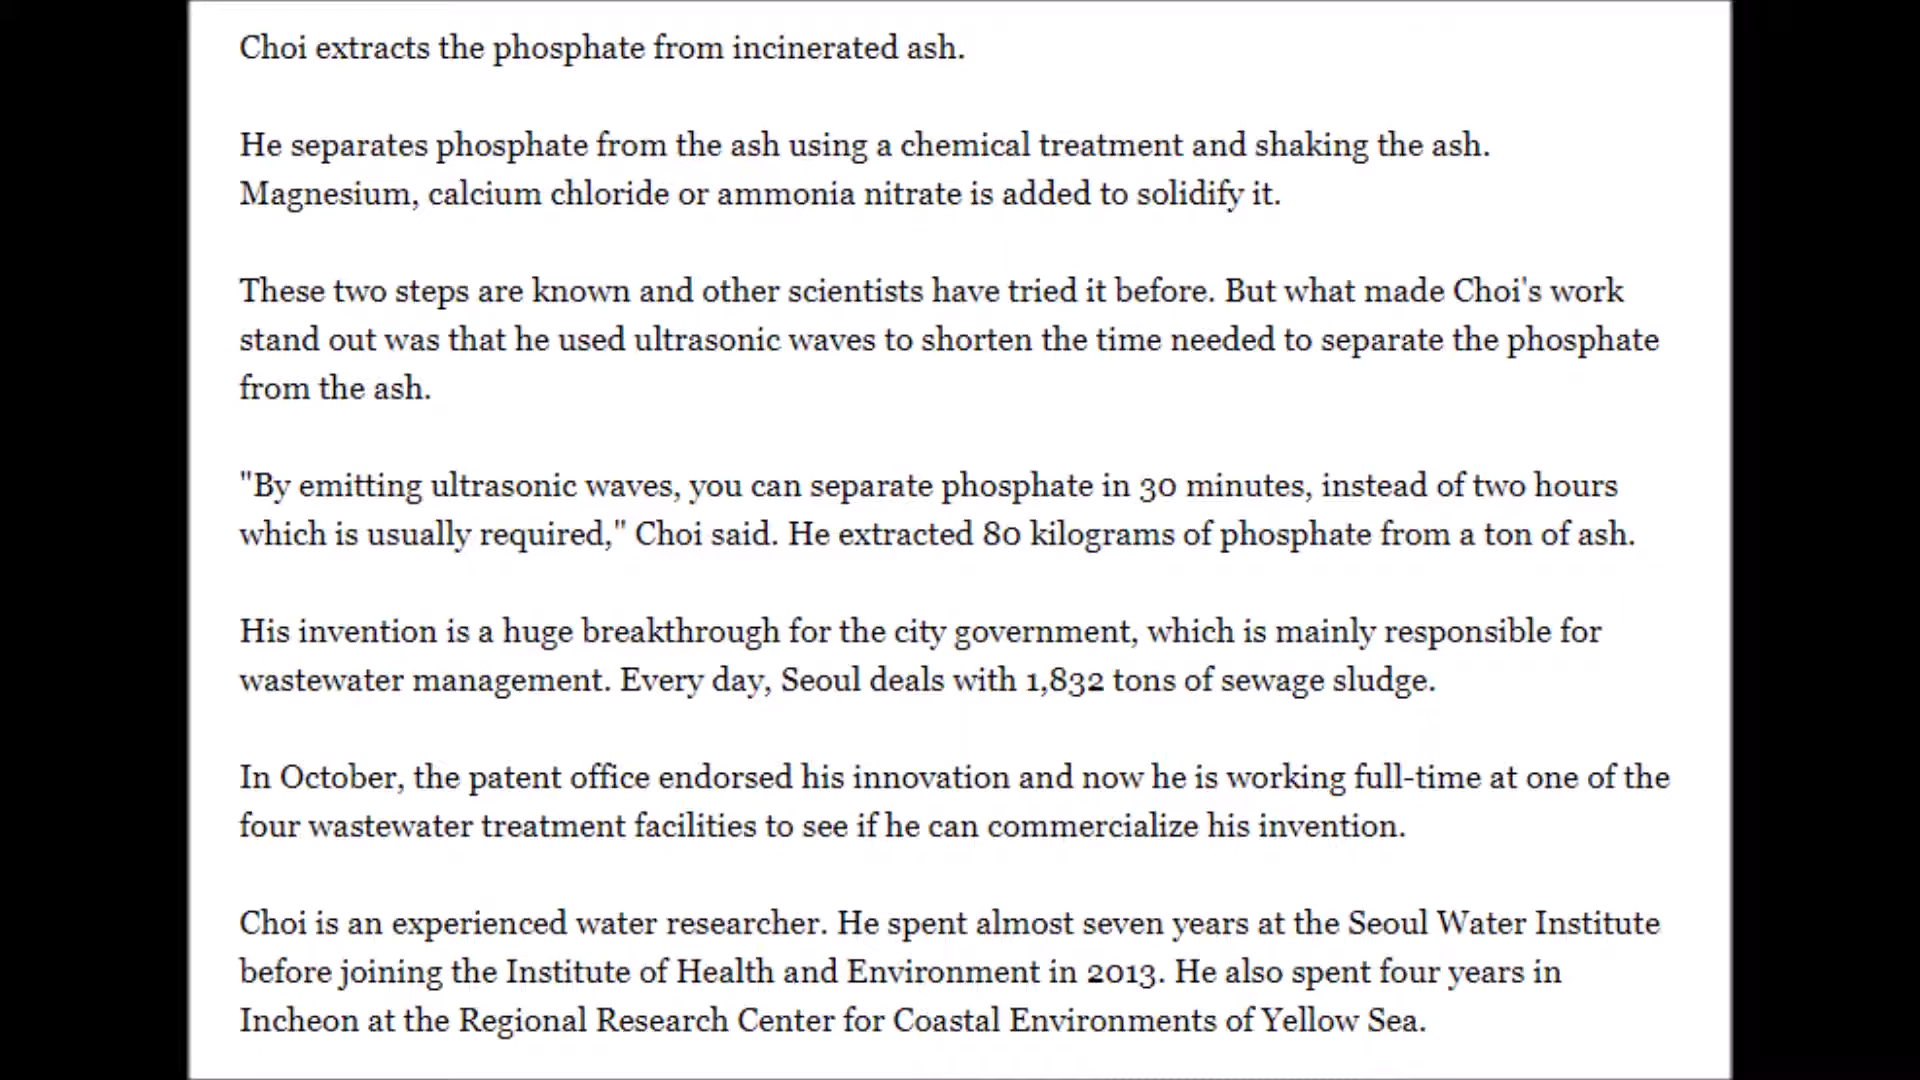 Choi extracts the phosphate from incinerated ash.
He separates phosphate from the ash using a chemical treatment and shaking the ash.
Magnesium, calcium chloride or ammonia nitrate is added to solidify it.
These two steps are known and other scientists have tried it before. But what made Choi's work
stand out was that he used ultrasonic waves to shorten the time needed to separate the phosphate
from the ash.
"By emitting ultrasonic waves, you can separate phosphate in 30 minutes, instead of two hours
which is usually required," Choi said. He extracted 80 kilograms of phosphate from a ton of ash.
His invention is a huge breakthrough for the city government, which is mainly responsible for
wastewater management. Every day, Seoul deals with 1,832 tons of sewage sludge.
In October, the patent office endorsed his innovation and now he is working full-time at one of the
four wastewater treatment facilities to see if he can commercialize his invention.
Choi is an experienced water researcher. He spent almost seven years at the Seoul Water Institute
before joining the Institute of Health and Environment in 2013. He also spent four years in
Incheon at the Regional Research Center for Coastal Environments of Yellow Sea.